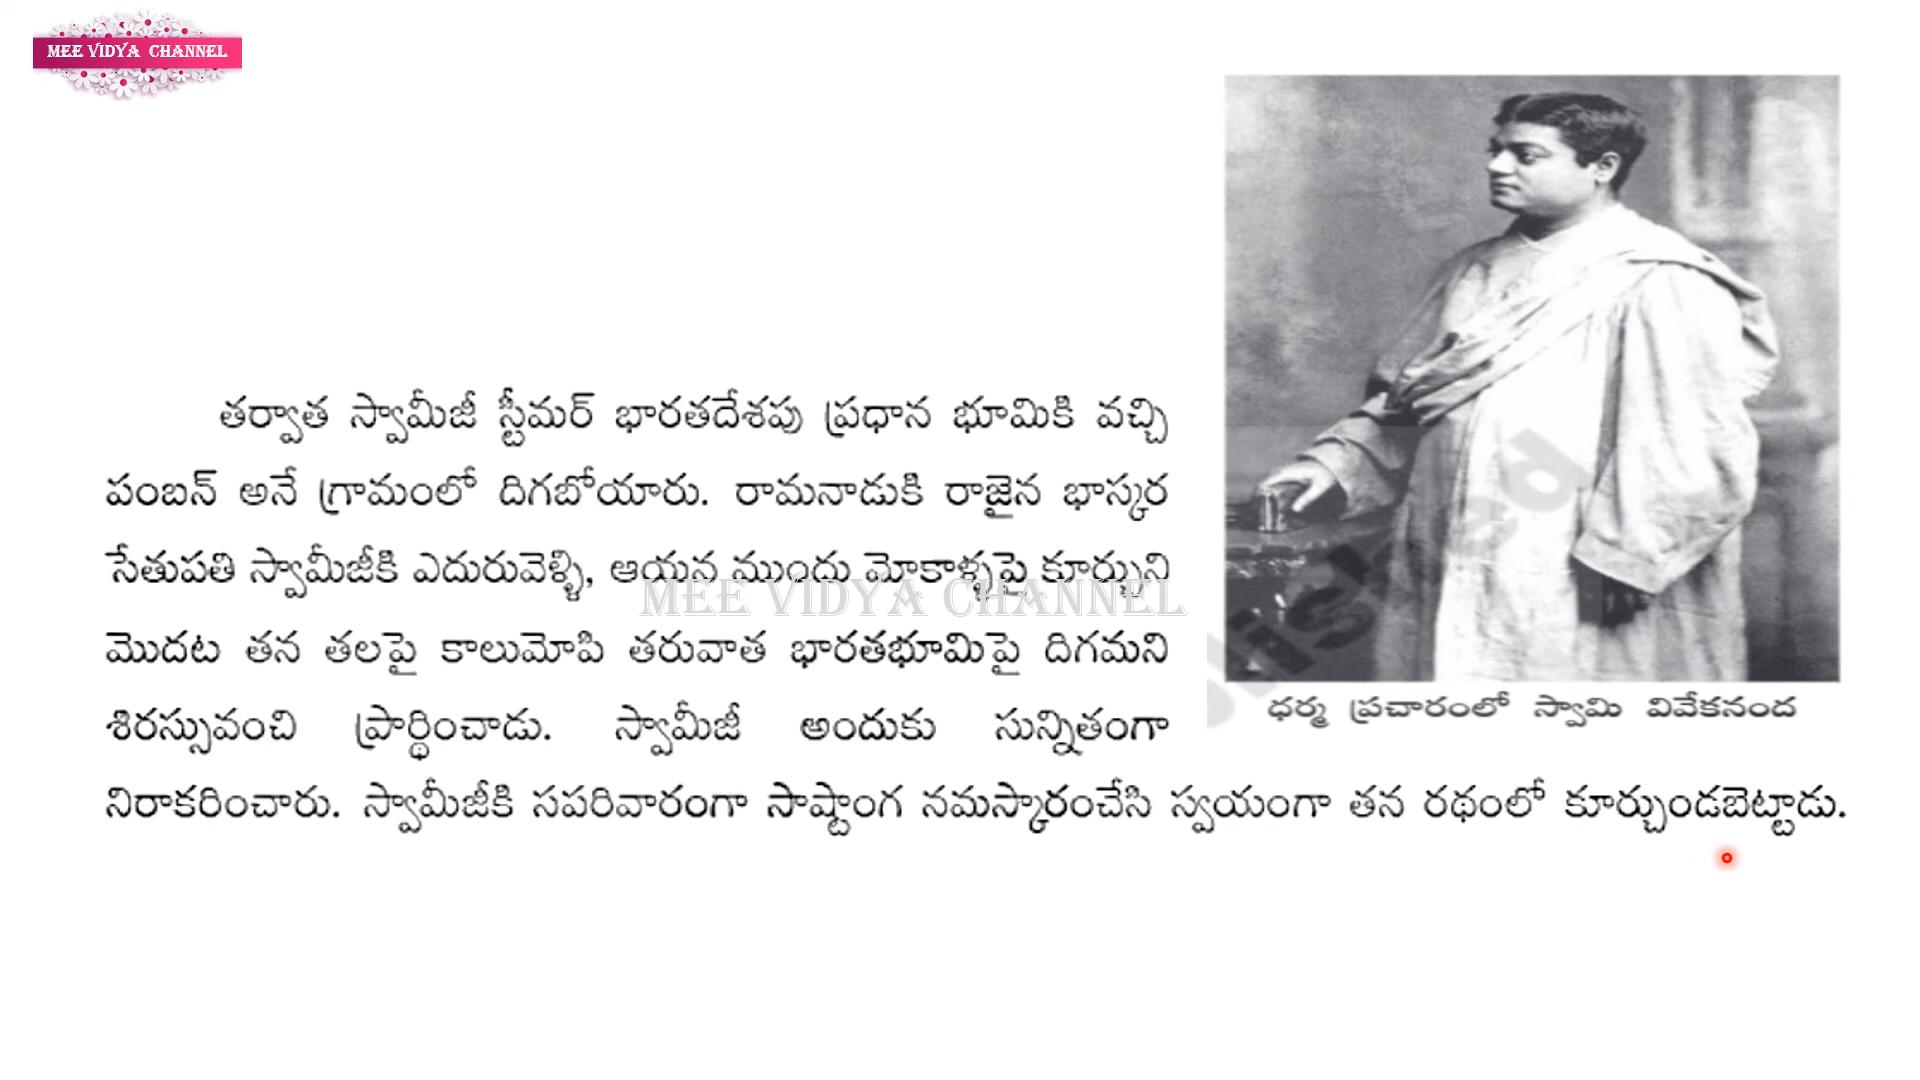 MEE VIDYA CHANNEL
తర్వాత స్వామీజీ స్టీమర్ భారతదేశపు ప్రధాన భూమికి వచ్చి
పంబన్ అనే గ్రామంలో దిగబోయారు. రామనాడుకి రాజైన భాస్కర
సేతుపతి స్వామీజీకి ఎదురువెళ్ళి, ఆయన ముందు మోకాళ్ళపై కూర్చుని
MEE VIDYA CHANNEL
మొదట తన తలపై కాలుమోపి తరువాత భారతభూమిపై దిగమని
శిరస్సువంచి ప్రార్థించాడు. స్వామీజీ అందుకు సున్నితంగా
నిరాకరించారు. స్వామీజీకి సపరివారంగా సాష్టాంగ నమస్కారంచేసి స్వయంగా తన రథంలో కూర్చుండబెట్టాడు.
ధర్మ ప్రచారంలో స్వామి వివేకనంద